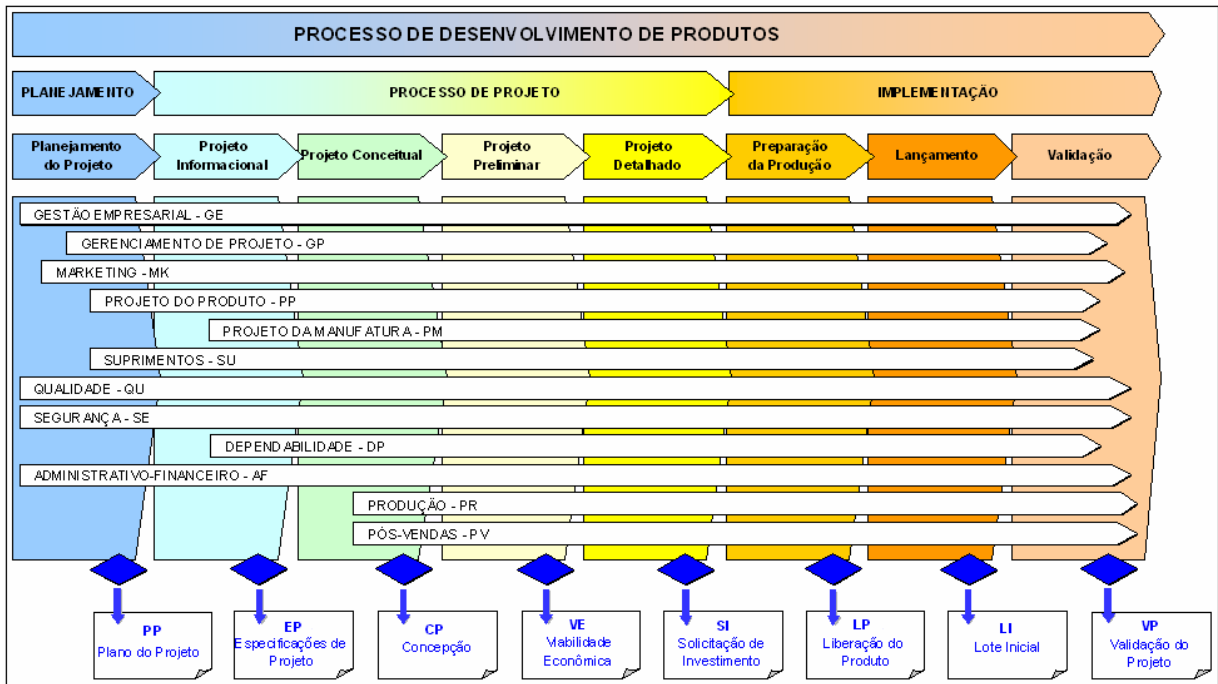 PROCESSO DE DESENVOLVIMENTO DE PRODUTOS
PLANEJAMENTO
PROCESSO DE PROJETO
IMPLEMENTAÇÃO
Planejamento
do Projeto
Projeto
Informacional
Projeto Conceitual
Projeto
Preliminar
Projeto
Detalhado
Preparação
da Produção
Lançamento
Validação
GESTÃO EMPRESARIAL - GE
GERENCIAMENTO DE PROJETO - GP
MARKETING - MK
PROJETO DO PRODUTO - PP
PROJETO DA MANUFATURA - PM
SUPRIMENTOS - SU
QUALIDADE - QU
SEGURANÇA - SE
DEPENDABILIDADE - DP
ADMINISTRATIVO-FINANCEIRO - AF
PRODUÇÃO - PR
PÓS-VENDAS - PV
PP
Plano do Projeto
EP
Especificações de
Projeto
CP
Concepção
VE
Viabilidade
Econômica
SI
Solicitação de
Investimento
LP
Liberação do
Produto
LI
Lote Inicial
VP
Validação do
Projeto